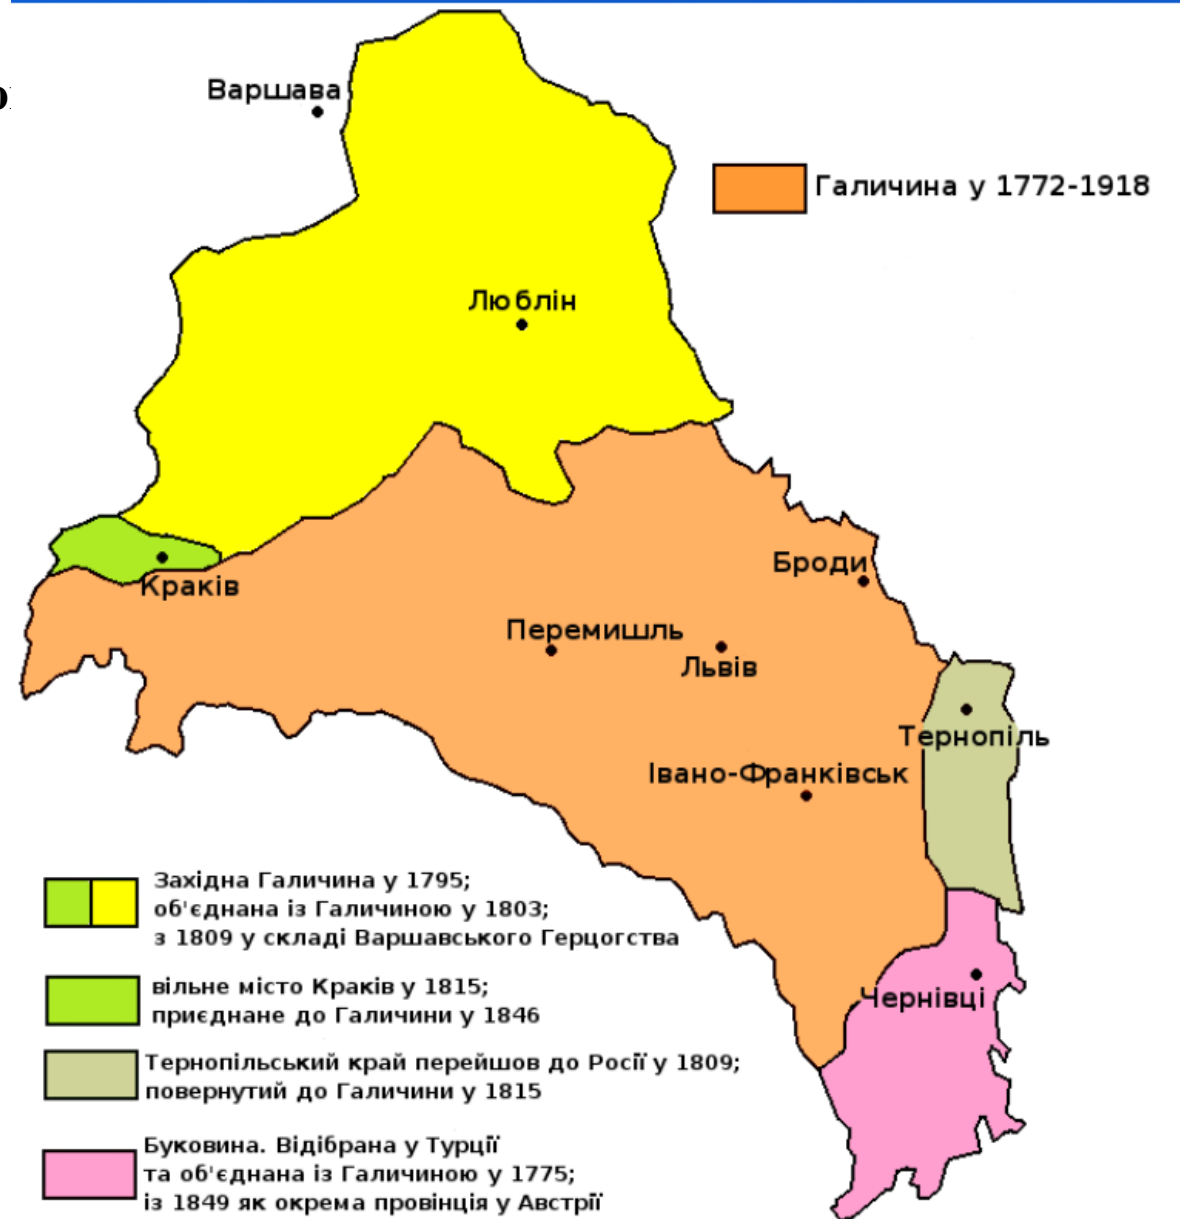 Варшава
Галичина у 1772-1918
Люблін
Броди
Краків
Перемишль
Львів
Тернопіль
Івано-Франківськ
Західна Галичина у 1795;
об'єднана із Галичиною у 1803;
з 1809 у складі Варшавського Герцогства
вільне місто Краків у 1815;
приєднане до Галичини у 1846
Чернівці
Тернопільський край перейшов до Росії у 1809;
повернутий до Галичини у 1815
Буковина. Відібрана у Турції
та об'єднана із Галичиною у 1775;
із 1849 як окрема провінція у Австрії